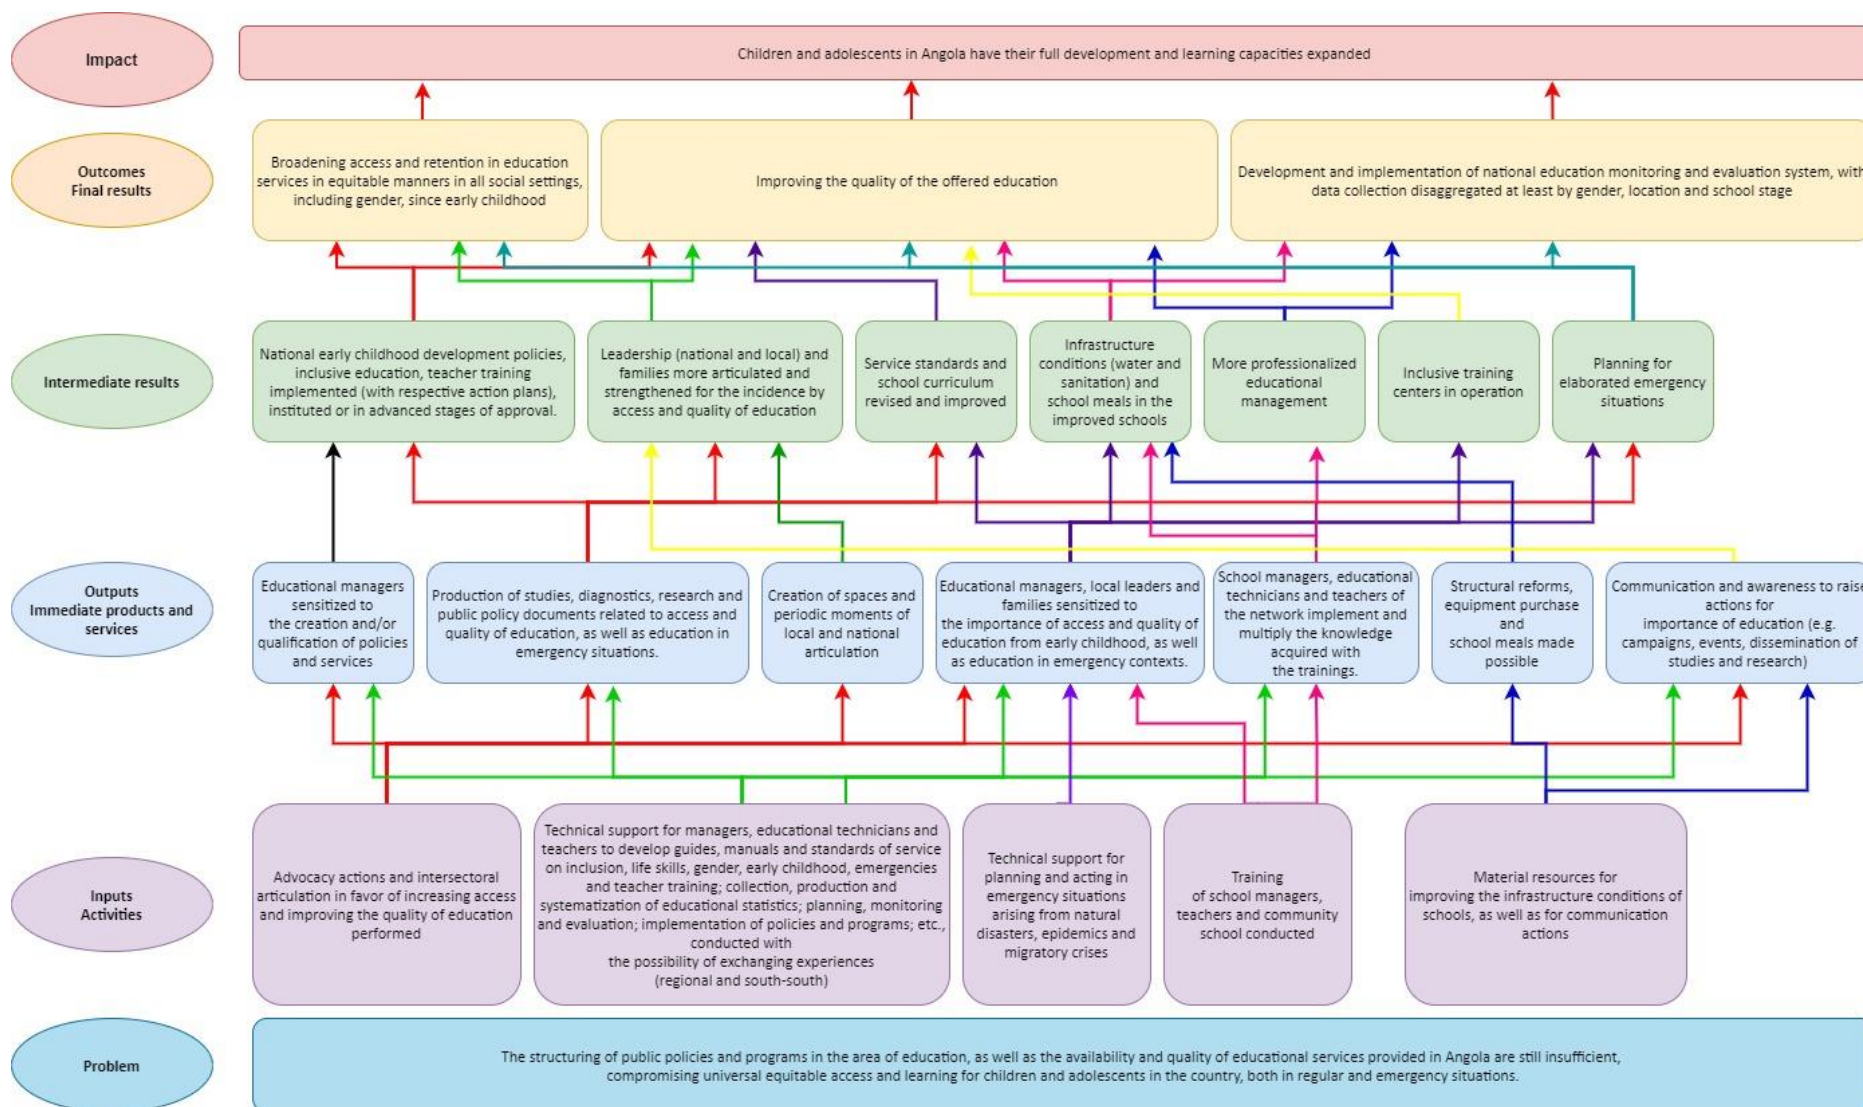 Impact
Children and adolescents in Angola have their full development and learning capacities expanded
Outcomes
Final results
Broadening access and retention in education
services in equitable manners in all social settings,
including gender, since early childhood
Improving the quality of the offered education
Development and implementation of national education monitoring and evaluation system, with
data collection disaggregated at least by gender, location and school stage
Intermediate results
National early childhood development policies,
inclusive education, teacher training
implemented (with respective action plans),
instituted or in advanced stages of approval.
Leadership (national and local) and
families more articulated and
strengthened for the incidence by
access and quality of education
Service standards and
school curriculum
revised and improved
Infrastructure
conditions (water and
sanitation) and
school meals in the
improved schools
More professionalized
educational
management
Inclusive training
centers in operation
Planning for
elaborated emergency
situations
Outputs
Immediate products and
services
Educational managers
sensitized to
the creation and/or
qualification of policies
and services
Production of studies, diagnostics, research and
public policy documents related to access and
quality of education, as well as education in
emergency situations.
Creation of spaces and
periodic moments of
local and national
articulation
Educational managers, local leaders and
families sensitized to
the importance of access and quality of
education from early childhood, as well
as education in emergency contexts.
School managers, educational
technicians and teachers of
the network implement and
multiply the knowledge
acquired with
the trainings.
Structural reforms,
equipment purchase
and
school meals made
possible
Communication and awareness to raise
actions for
importance of education (e.g.
campaigns, events, dissemination of
studies and research)
Inputs
Activities
Advocacy actions and intersectoral
articulation in favor of increasing access
and improving the quality of education
performed
Technical support for managers, educational technicians and
teachers to develop guides, manuals and standards of service
on inclusion, life skills, gender, early childhood, emergencies
and teacher training; collection, production and
systematization of educational statistics; planning, monitoring
and evaluation; implementation of policies and programs; etc.,
conducted with
the possibility of exchanging experiences
(regional and south-south)
Technical support for
planning and acting in
emergency situations
arising from natural
disasters, epidemics and
migratory crises
Training
of school managers,
teachers and community
school conducted
Material resources for
improving the infrastructure conditions of
schools, as well as for communication
actions
Problem
The structuring of public policies and programs in the area of education, as well as the availability and quality of educational services provided in Angola are still insufficient,
compromising universal equitable access and learning for children and adolescents in the country, both in regular and emergency situations.